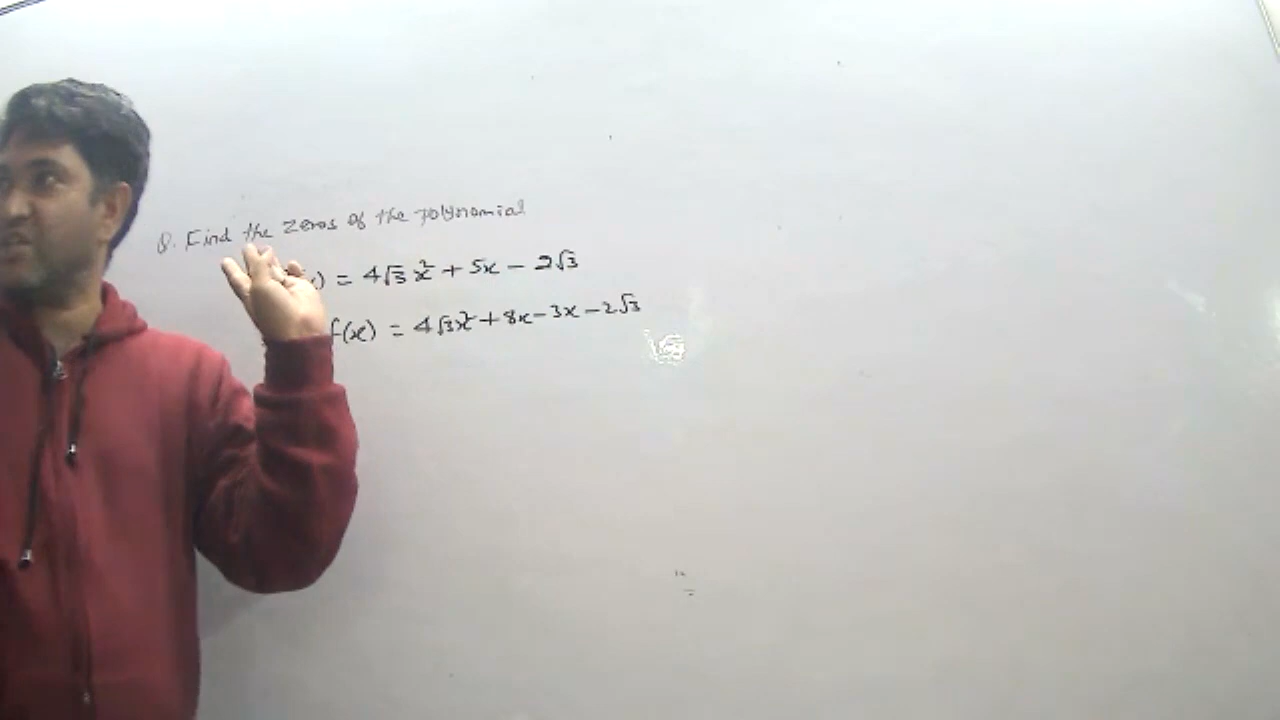 Q. Find the zeros of the polynomial
) = 4√3x² + 5x − 2√3
f(x) = 4√3x² + 8x − 3x − 2√3